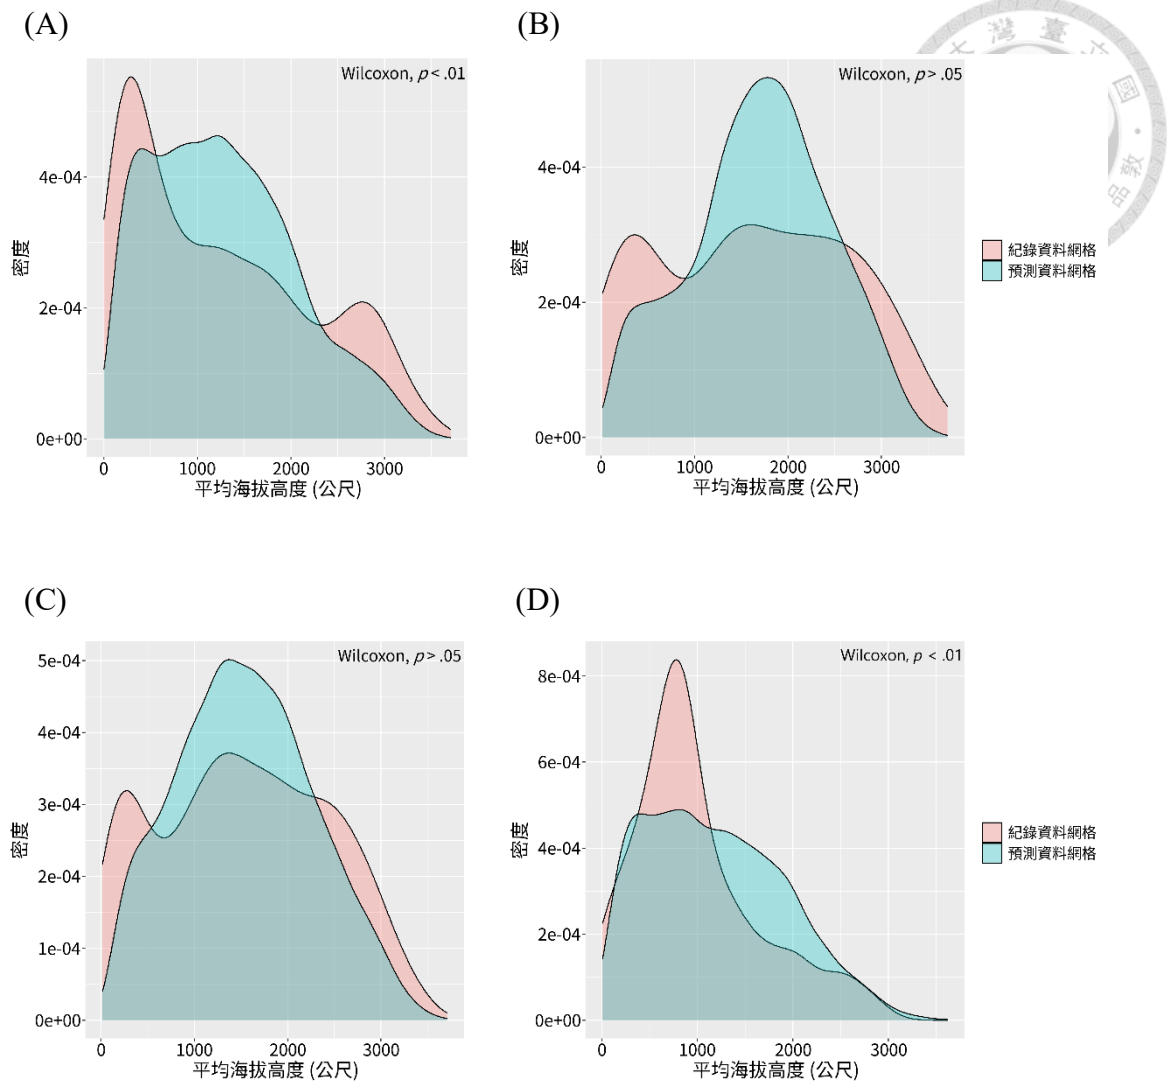 (A)
(B)
Wilcoxon, p < .01
4e-04
2e-04
0e+00
密度
0 1000 2000 3000
平均海拔高度 (公尺)
Wilcoxon, p > .05
4e-04
2e-04
0e+00
密度
0 1000 2000 3000
平均海拔高度 (公尺)
紀錄資料網格
預測資料網格
灣 臺
國
品 敦
(C)
(D)
Wilcoxon, p > .05
5e-04
4e-04
3e-04
2e-04
1e-04
0e+00
密度
0 1000 2000 3000
平均海拔高度 (公尺)
Wilcoxon, p < .01
8e-04
6e-04
4e-04
2e-04
0e+00
密度
0 1000 2000 3000
平均海拔高度 (公尺)
紀錄資料網格
預測資料網格